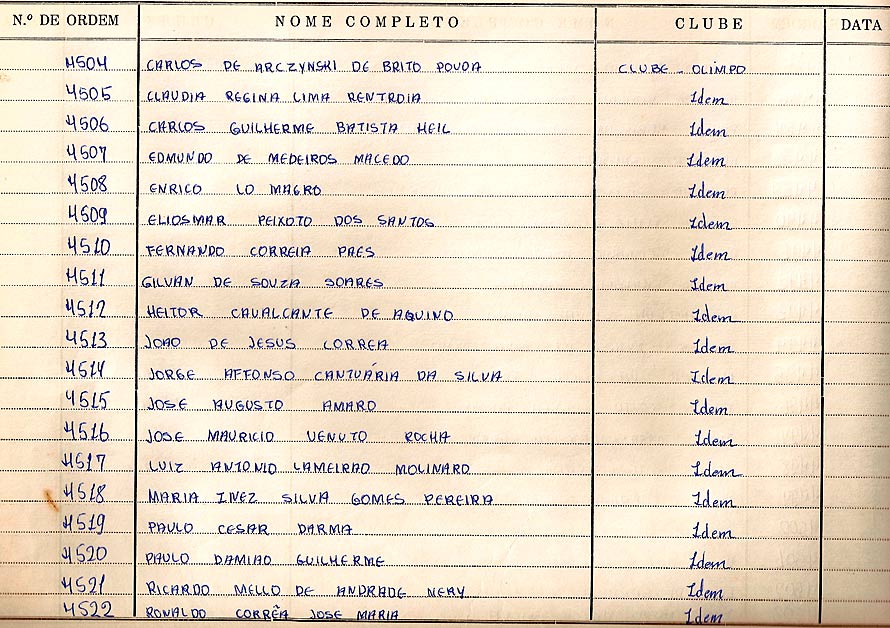 N.º DE ORDEM NOME COMPLETO CLUBE DATA
4504 CARLOS DE ARCZYNSKI DE BRITO POVOA CLUBE - OLIMPO
4505 CLAUDIA REGINA LIMA RENTRDIA Idem
4506 CARLOS GUILHERME BATISTA HEIL Idem
4507 EDMUNDO DE MEDEIROS MACEDO Idem
4508 ENRICO LO MAGRO Idem
4509 ELIOSMAR PEIXOTO DOS SANTOS Idem
4510 FERNANDO CORREIA PAES Idem
4511 GILVAN DE SOUZA SOARES Idem
4512 HEITOR CAVALCANTE DE AQUINO Idem
4513 JOAO DE JESUS CORREA Idem
4514 JORGE AFFONSO CANTUÁRIA DA SILVA Idem
4515 JOSE AUGUSTO AMARO Idem
4516 JOSE MAURICIO VENUTO ROCHA Idem
4517 LUIZ ANTONIO LAMEIRAO MOLINARO Idem
4518 MARIA INEZ SILVA GOMES PEREIRA Idem
4519 PAULO CESAR DARMA Idem
4520 PAULO DAMIAO GUILHERME Idem
4521 RICARDO MELLO DE ANDRADE NERY Idem
4522 RONALDO CORRÊA JOSE MARIA Idem